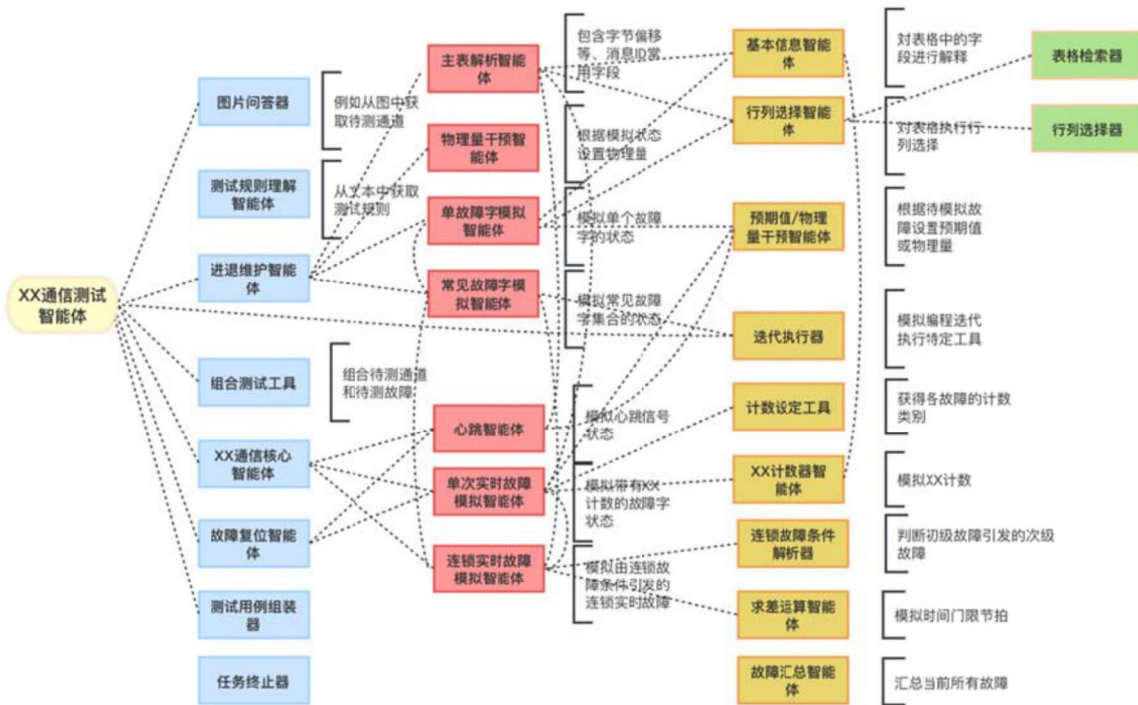 XX通信测试
智能体
图片问答器
例如从图中获
取待测通道
测试规则理解
智能体
从文本中获取
测试规则
进退维护智能
体
组合测试工具
组合待测通道
和待测故障
XX通信核心
智能体
故障复位智能
体
测试用例组装
器
任务终止器
主表解析智能
体
包含字节偏移
等、消息ID常
用字段
物理量干预智
能体
根据模拟状态
设置物理量
单故障字模拟
智能体
模拟单个故障
字的状态
常见故障字模
拟智能体
模拟常见故障
字集合的状态
心跳智能体
模拟心跳信号
状态
单次实时故障
模拟智能体
模拟带有XX
计数的故障字
状态
连锁实时故障
模拟智能体
模拟由连锁故
障条件引发的
连锁实时故障
基本信息智能
体
对表格中的字
段进行解释
行列选择智能
体
对表格执行行
列选择
预期值/物理
量干预智能体
根据待模拟故
障设置预期值
或物理量
迭代执行器
模拟编程迭代
执行特定工具
计数设定工具
获得各故障的计数
类别
XX计数器智
能体
模拟XX计数
连锁故障条件
解析器
判断初级故障引发的次级
故障
求差运算智能
体
模拟时间门限节拍
故障汇总智能
体
汇总当前所有故障
表格检索器
行列选择器